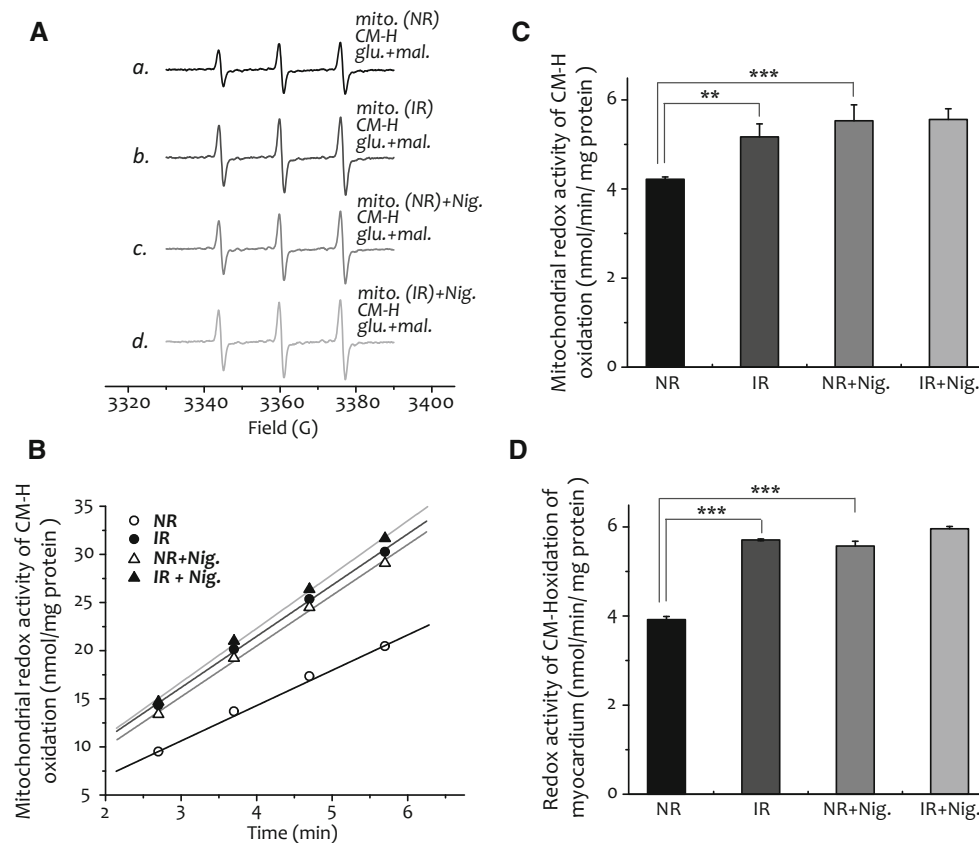 A
a.
mito. (NR)
CM-H
glu.+mal.
b.
mito. (IR)
CM-H
glu.+mal.
c.
mito. (NR)+Nig.
CM-H
glu.+mal.
d.
mito. (IR)+Nig.
CM-H
glu.+mal.
3320 3340 3360 3380 3400
Field (G)
B
Mitochondrial redox activity of CM-H
oxidation (nmol/mg protein )
35
30
25
20
15
10
5
NR
IR
NR+Nig.
IR + Nig.
2 3 4 5 6
Time (min)
C
Mitochondrial redox activity of CM-H
oxidation (nmol/min/ mg protein )
6
4
2
0
***
**
NR IR NR+Nig. IR+Nig.
D
Redox activity of CM-Hoxidation of
myocardium (nmol/min/ mg protein )
6
4
2
0
***
***
NR IR NR+Nig. IR+Nig.